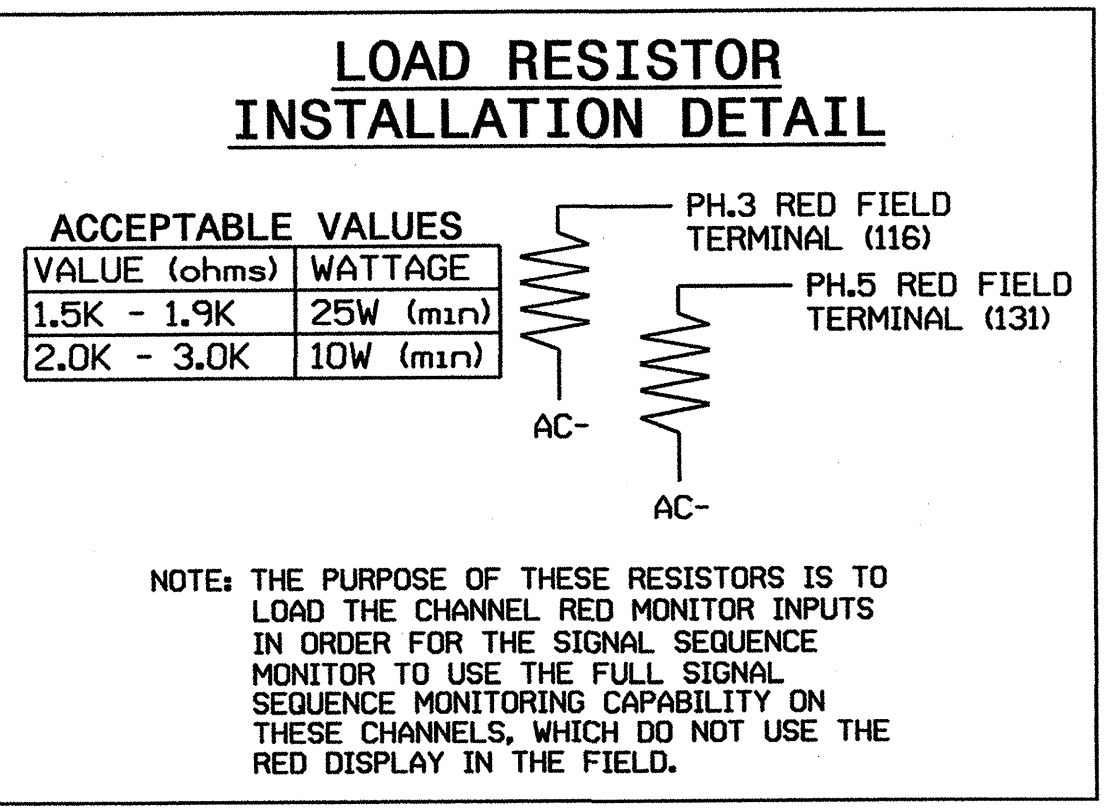 LOAD RESISTOR
INSTALLATION DETAIL
ACCEPTABLE VALUES
VALUE (ohms) WATTAGE
1.5K - 1.9K 25W (min)
2.0K - 3.0K 10W (min)
PH.3 RED FIELD
TERMINAL (116)
AC-
PH.5 RED FIELD
TERMINAL (131)
AC-
NOTE: THE PURPOSE OF THESE RESISTORS IS TO
LOAD THE CHANNEL RED MONITOR INPUTS
IN ORDER FOR THE SIGNAL SEQUENCE
MONITOR TO USE THE FULL SIGNAL
SEQUENCE MONITORING CAPABILITY ON
THESE CHANNELS, WHICH DO NOT USE THE
RED DISPLAY IN THE FIELD.